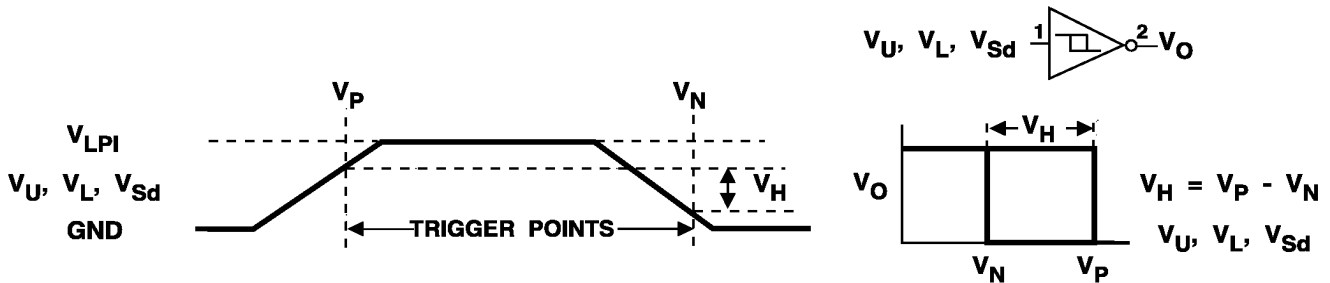 V_P
V_N
V_LPI
V_U, V_L, V_Sd
GND
V_H
TRIGGER POINTS
V_U, V_L, V_Sd
1
2
V_O
V_H
V_O
V_N
V_P
V_H = V_P - V_N
V_U, V_L, V_Sd